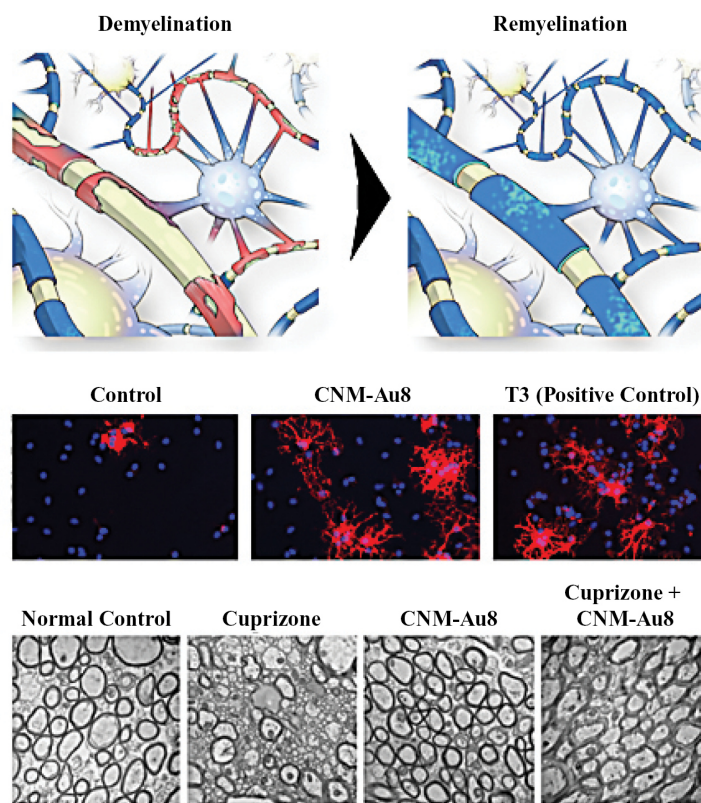 Demyelination
Remyelination
Control
CNM-Au8
T3 (Positive Control)
Normal Control
Cuprizone
CNM-Au8
Cuprizone +
CNM-Au8